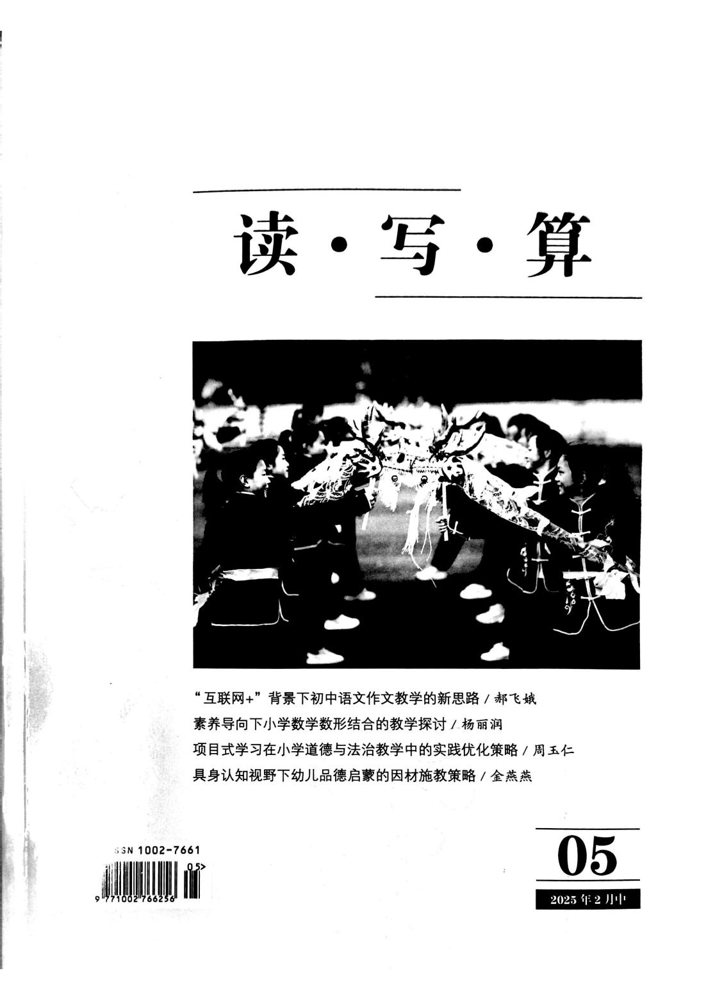 读·写·算
“互联网+”背景下初中语文作文教学的新思路 / 郝飞娥
素养导向下小学数学数形结合的教学探讨 / 杨丽润
项目式学习在小学道德与法治教学中的实践优化策略 / 周玉仁
具身认知视野下幼儿品德启蒙的因材施教策略 / 金燕燕
ISSN 1002-7661
05>
9 771002 766256
05
2025 年 2 月中